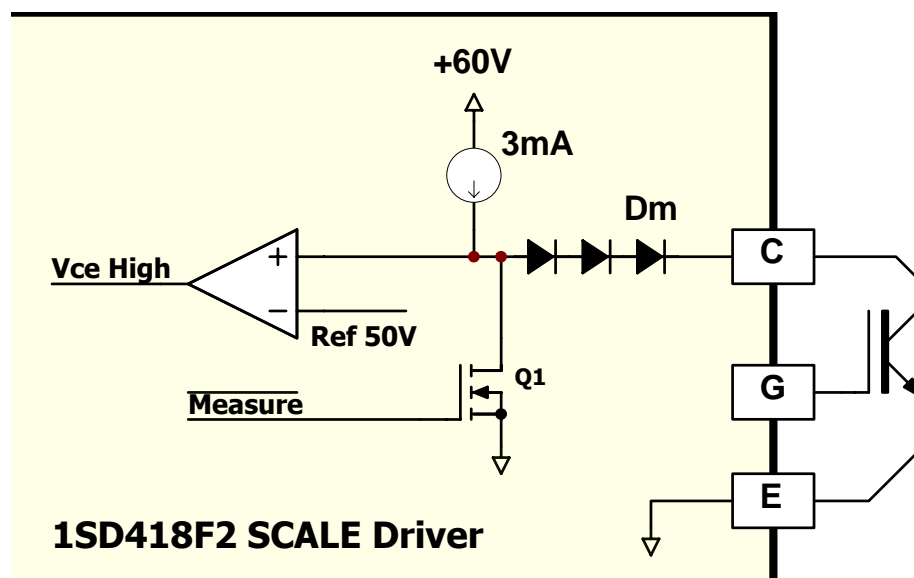 +60V
3mA
Dm
C
+
Vce High
−
Ref 50V
Q1
G
Measure
E
1SD418F2 SCALE Driver